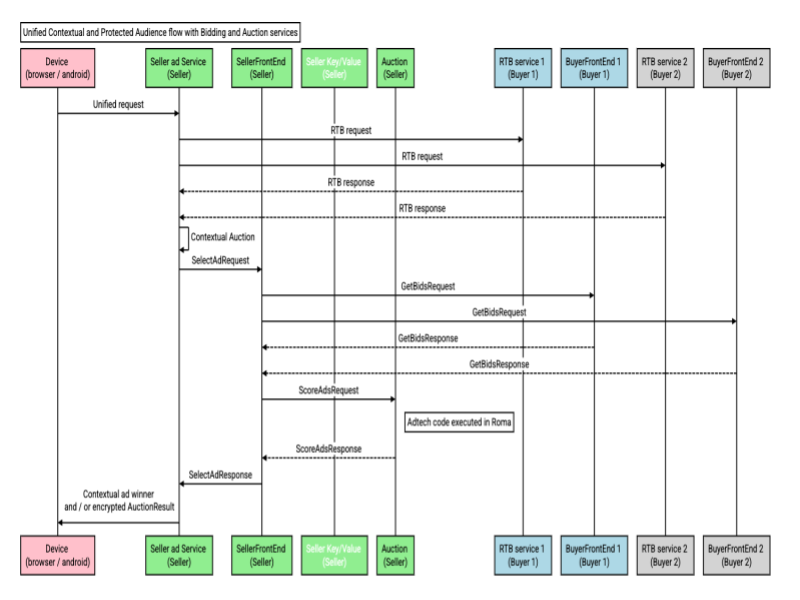 Unified Contextual and Protected Audience flow with Bidding and Auction services
Device
(browser / android)
Seller ad Service
(Seller)
SellerFrontEnd
(Seller)
Seller Key/Value
(Seller)
Auction
(Seller)
RTB service 1
(Buyer 1)
BuyerFrontEnd 1
(Buyer 1)
RTB service 2
(Buyer 2)
BuyerFrontEnd 2
(Buyer 2)
Unified request
RTB request
RTB request
RTB response
RTB response
Contextual Auction
SelectAdRequest
GetBidsRequest
GetBidsRequest
GetBidsResponse
GetBidsResponse
ScoreAdsRequest
Adtech code executed in Roma
ScoreAdsResponse
SelectAdResponse
Contextual ad winner
and / or encrypted AuctionResult
Device
(browser / android)
Seller ad Service
(Seller)
SellerFrontEnd
(Seller)
Seller Key/Value
(Seller)
Auction
(Seller)
RTB service 1
(Buyer 1)
BuyerFrontEnd 1
(Buyer 1)
RTB service 2
(Buyer 2)
BuyerFrontEnd 2
(Buyer 2)